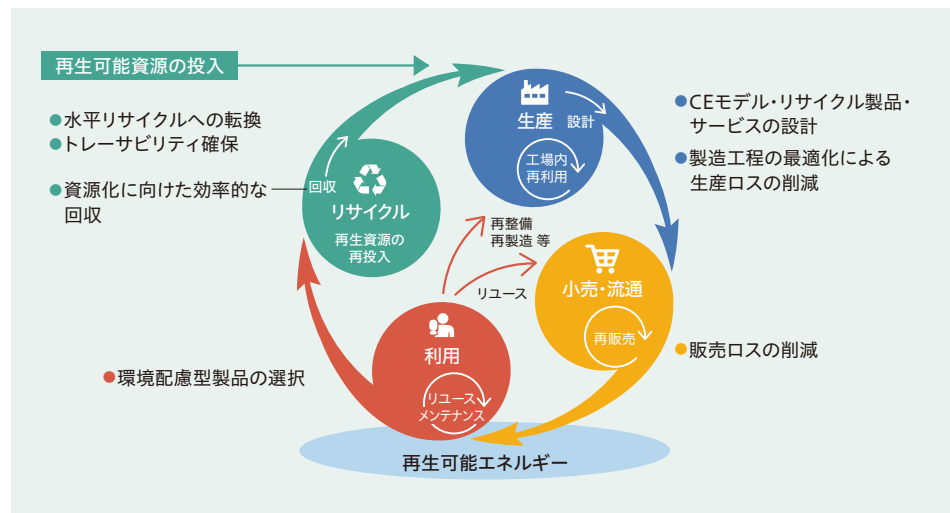 再生可能資源の投入
●水平リサイクルへの転換
●トレーサビリティ確保
●資源化に向けた効率的な
回収
回収
リサイクル
再生資源の
再投入
生産
設計
工場内
再利用
●CEモデル・リサイクル製品・
サービスの設計
●製造工程の最適化による
生産ロスの削減
再整備
再製造 等
リユース
小売・流通
再販売
●販売ロスの削減
利用
リユース
メンテナンス
●環境配慮型製品の選択
再生可能エネルギー